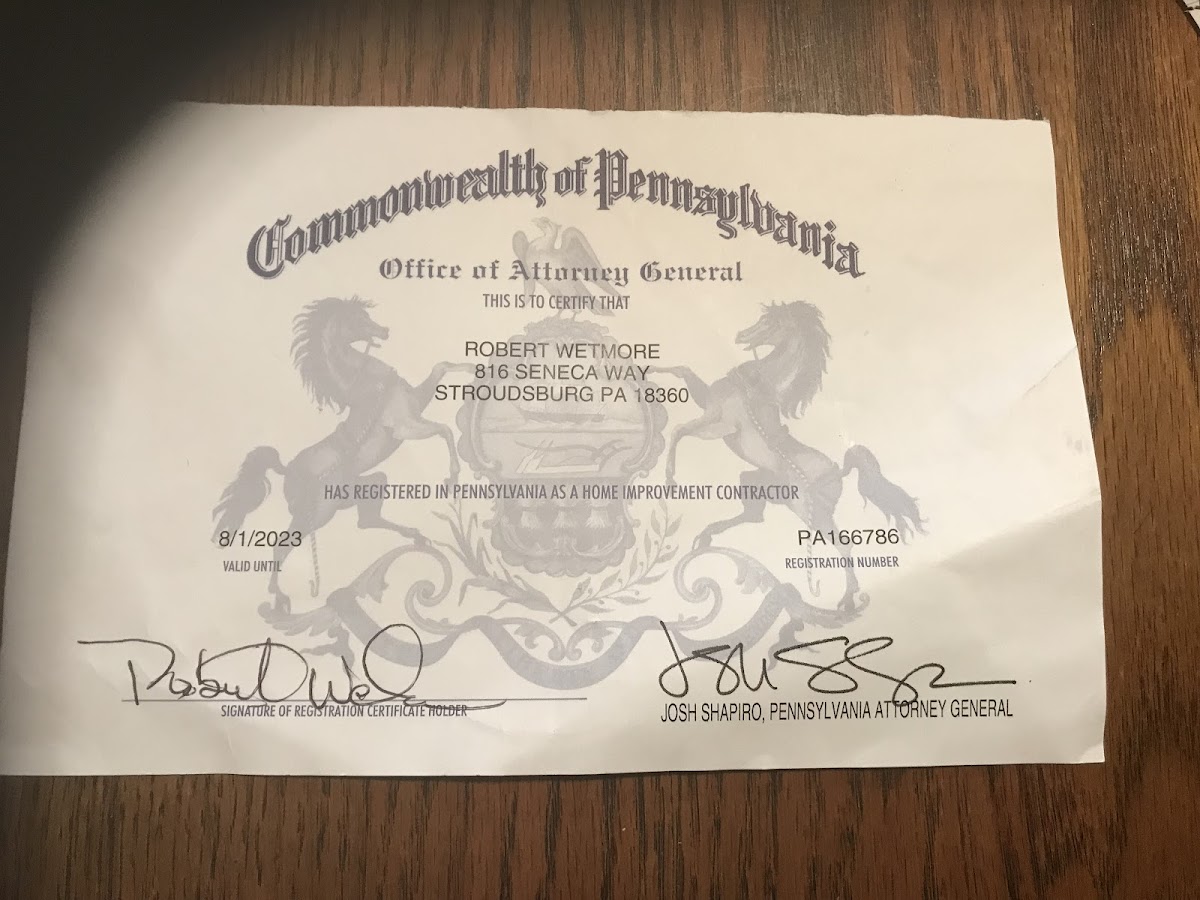 Commonwealth of Pennsylvania
Office of Attorney General
THIS IS TO CERTIFY THAT
ROBERT WETMORE
816 SENECA WAY
STROUDSBURG PA 18360
HAS REGISTERED IN PENNSYLVANIA AS A HOME IMPROVEMENT CONTRACTOR
8/1/2023
VALID UNTIL
PA166786
REGISTRATION NUMBER
SIGNATURE OF REGISTRATION CERTIFICATE HOLDER
JOSH SHAPIRO, PENNSYLVANIA ATTORNEY GENERAL